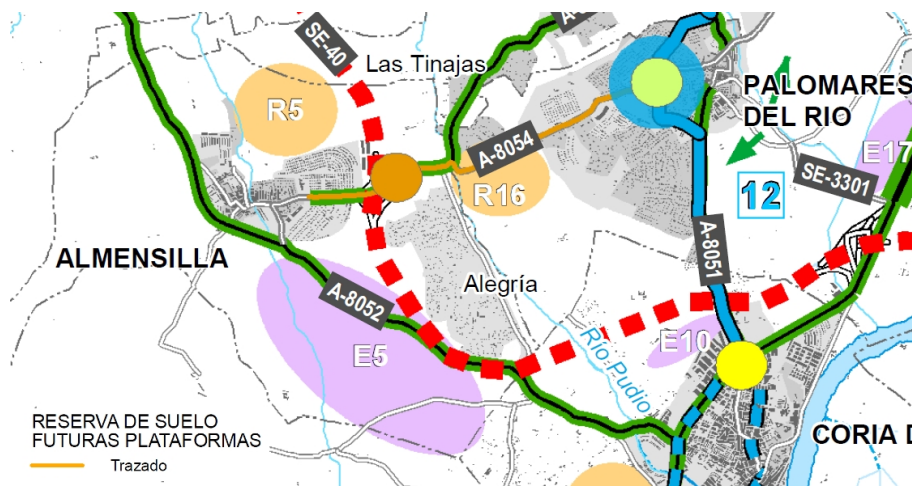 A-8
SE-40
Las Tinajas
R5
PALOMARES
DEL RIO
A-8054
E17
R16
SE-3301
12
ALMENSILLA
A-8051
Alegría
A-8052
E5
Río Pudio
E10
RESERVA DE SUELO
FUTURAS PLATAFORMAS
Trazado
CORIA D